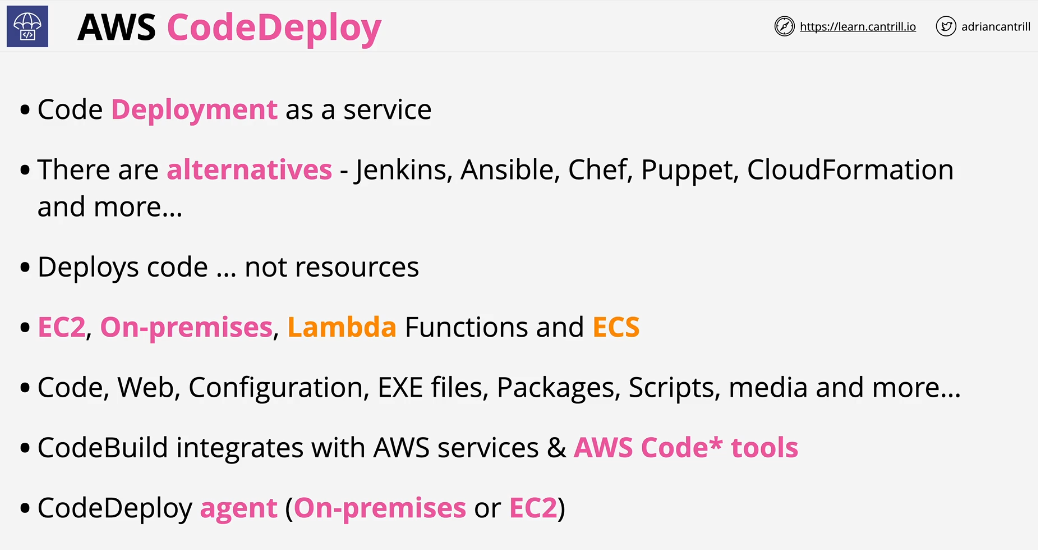 AWS CodeDeploy
https://learn.cantrill.io
adriancantrill
• Code Deployment as a service
• There are alternatives - Jenkins, Ansible, Chef, Puppet, CloudFormation
and more...
• Deploys code ... not resources
• EC2, On-premises, Lambda Functions and ECS
• Code, Web, Configuration, EXE files, Packages, Scripts, media and more...
• CodeBuild integrates with AWS services & AWS Code* tools
• CodeDeploy agent (On-premises or EC2)